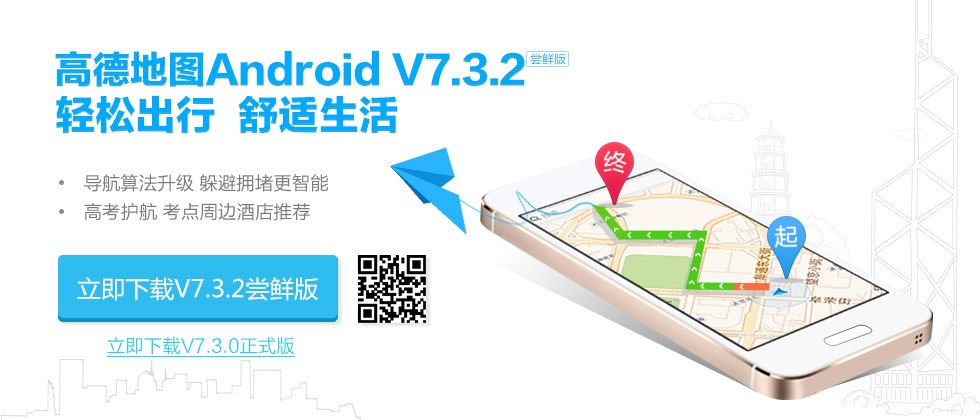 高德地图Android V7.3.2 尝鲜版
轻松出行 舒适生活
• 导航算法升级 躲避拥堵更智能
• 高考护航 考点周边酒店推荐
立即下载V7.3.2尝鲜版
立即下载V7.3.0正式版
终
起